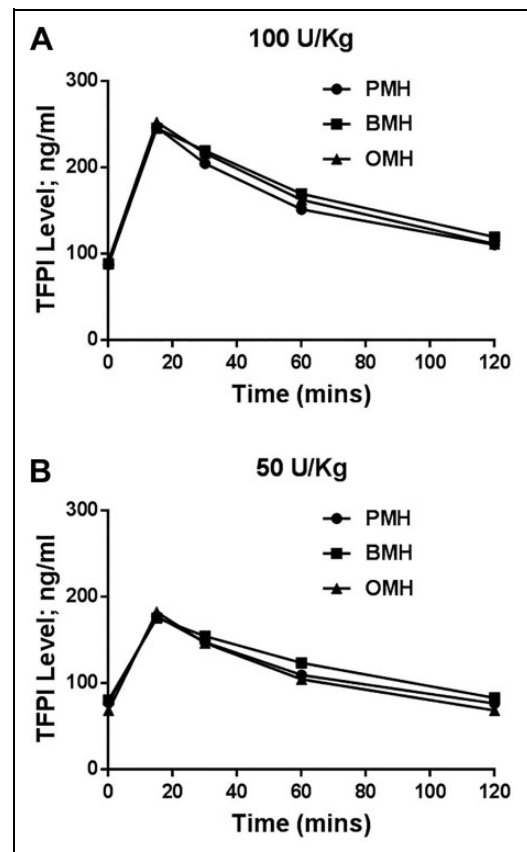 A
100 U/Kg
300
200
100
0
TFPI Level; ng/ml
PMH
BMH
OMH
0 20 40 60 80 100 120
Time (mins)
B
50 U/Kg
300
200
100
0
TFPI Level; ng/ml
PMH
BMH
OMH
0 20 40 60 80 100 120
Time (mins)